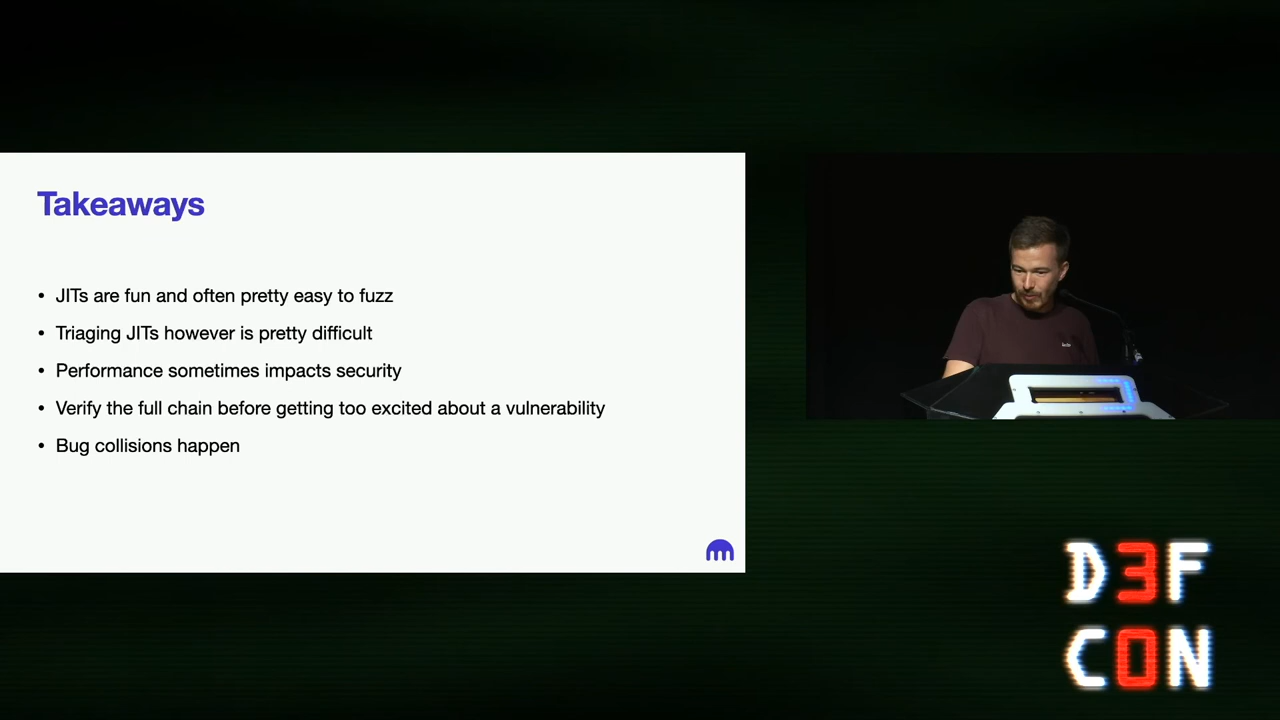 Takeaways
• JITs are fun and often pretty easy to fuzz
• Triaging JITs however is pretty difficult
• Performance sometimes impacts security
• Verify the full chain before getting too excited about a vulnerability
• Bug collisions happen
D3F
C0N